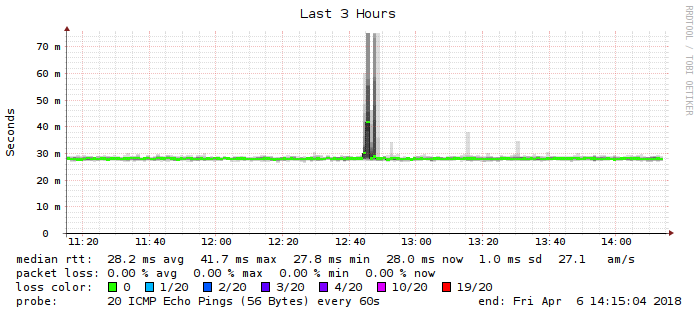 Last 3 Hours
RRDTOOL / TOBI OETIKER
Seconds
70 m
60 m
50 m
40 m
30 m
20 m
10 m
0
11:20 11:40 12:00 12:20 12:40 13:00 13:20 13:40 14:00
median rtt: 28.2 ms avg 41.7 ms max 27.8 ms min 28.0 ms now 1.0 ms sd 27.1 am/s
packet loss: 0.00 % avg 0.00 % max 0.00 % min 0.00 % now
loss color: 0 1/20 2/20 3/20 4/20 10/20 19/20
probe: 20 ICMP Echo Pings (56 Bytes) every 60s end: Fri Apr 6 14:15:04 2018